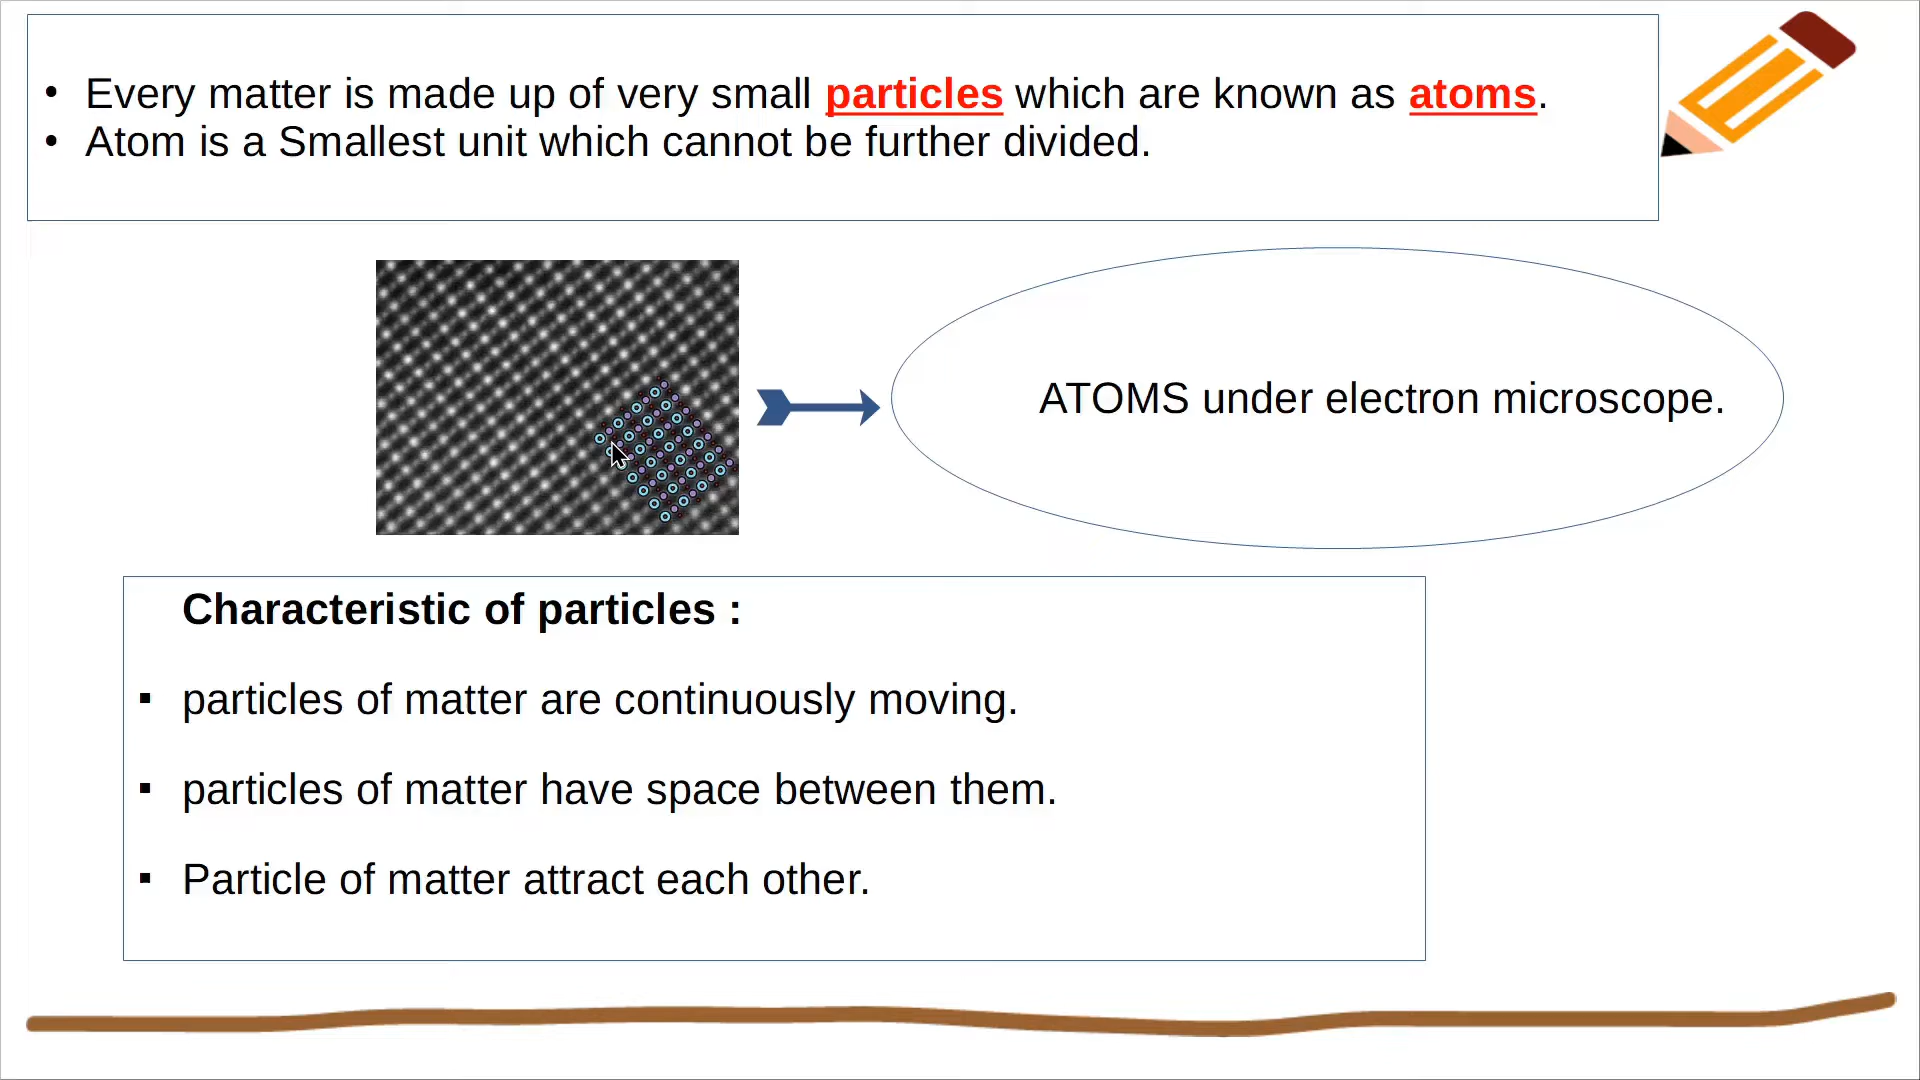 • Every matter is made up of very small particles which are known as atoms.
• Atom is a Smallest unit which cannot be further divided.
ATOMS under electron microscope.
Characteristic of particles :
▪ particles of matter are continuously moving.
▪ particles of matter have space between them.
▪ Particle of matter attract each other.